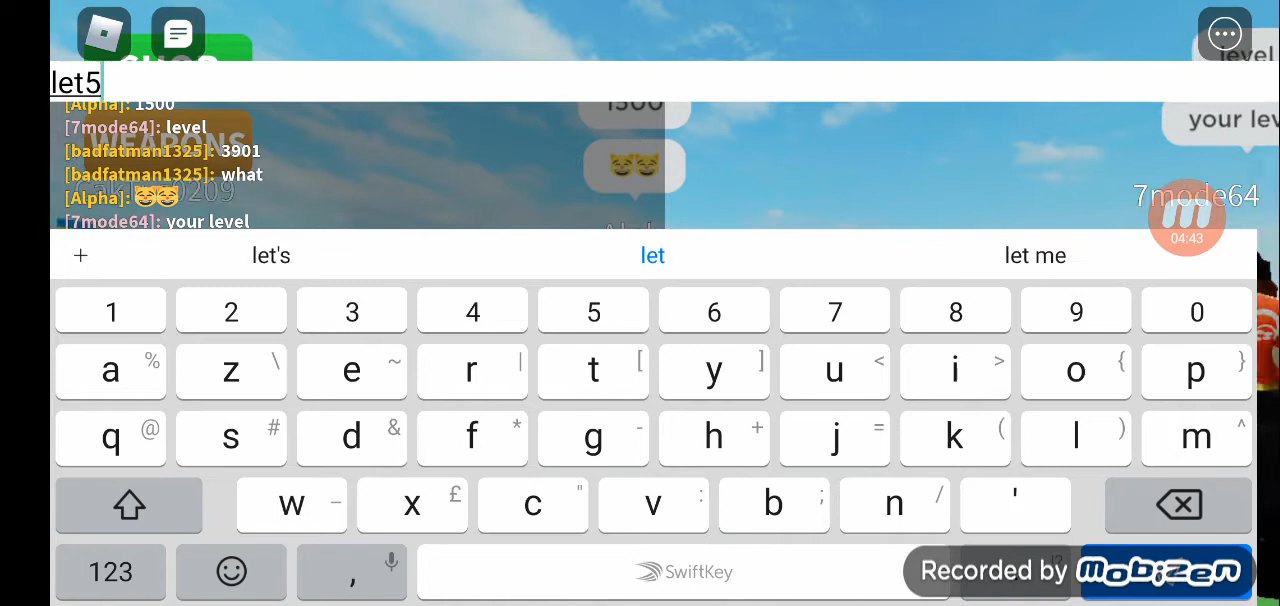 let5
level
[Alpha]: 1500
1500
[7mode64]: level
WEAPONS
your lev
[badfatman1325]: 3901
[badfatman1325]: what
[Alpha]: 😹😹
😹😹
7mode64
[7mode64]: your level
04:43
+ let's let let me
1 2 3 4 5 6 7 8 9 0
a % z \ e ~ r | t [ y ] u < i > o { p }
q @ s # d & f * g - h + j = k ( l ) m ^
w _ x £ c " v : b ; n / '
123 , SwiftKey
Recorded by mobizen